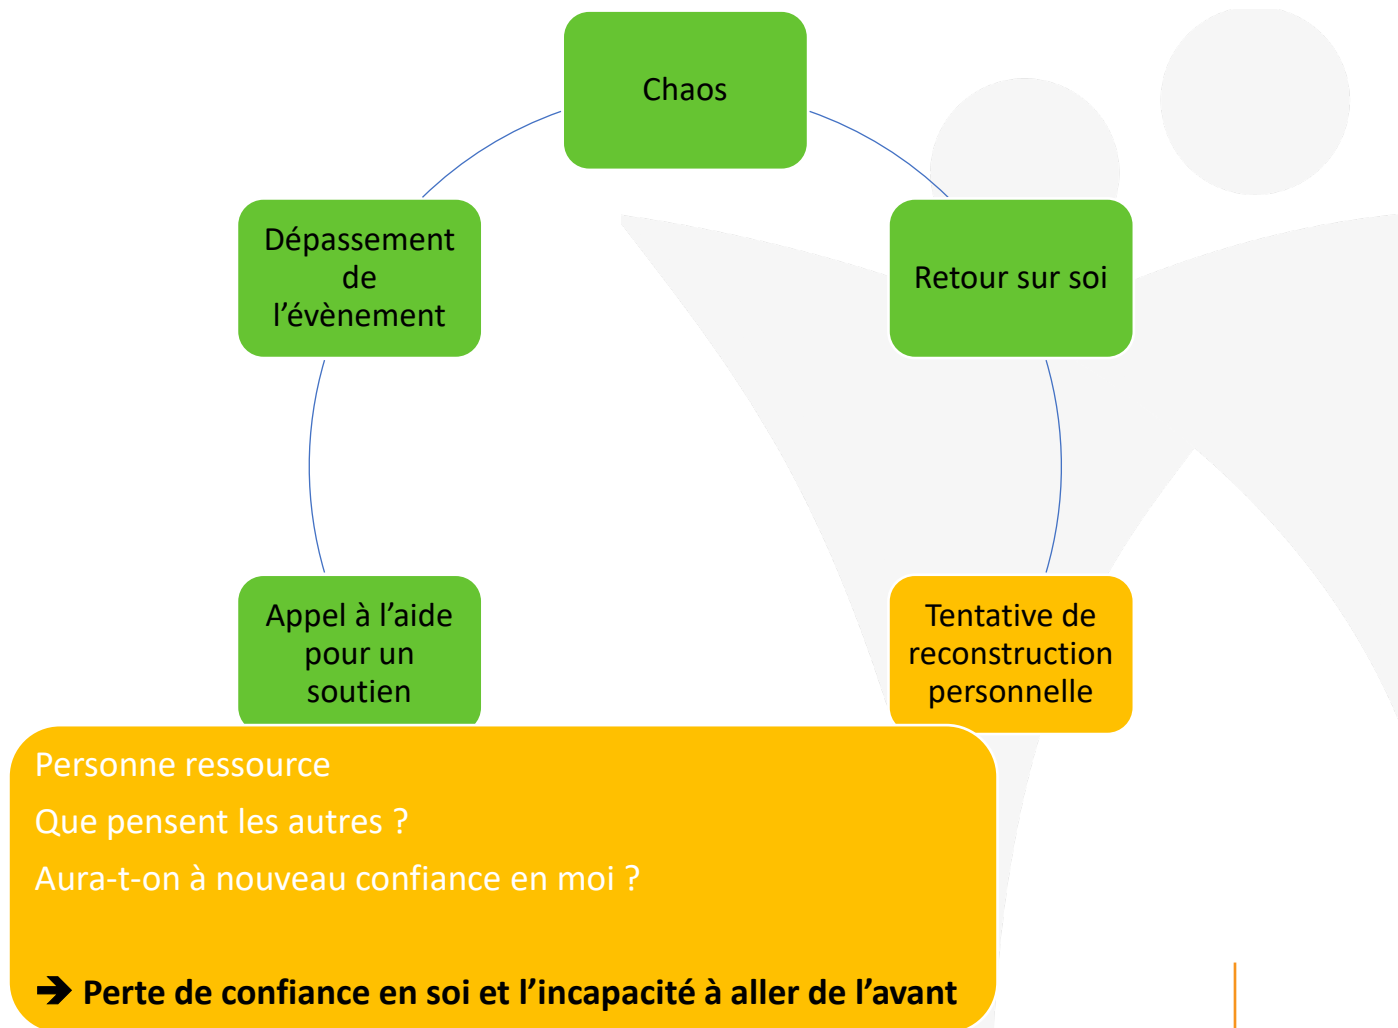 Chaos
Dépassement
de
l’évènement
Retour sur soi
Appel à l’aide
pour un
soutien
Tentative de
reconstruction
personnelle
Personne ressource
Que pensent les autres ?
Aura-t-on à nouveau confiance en moi ?
➔ Perte de confiance en soi et l’incapacité à aller de l’avant